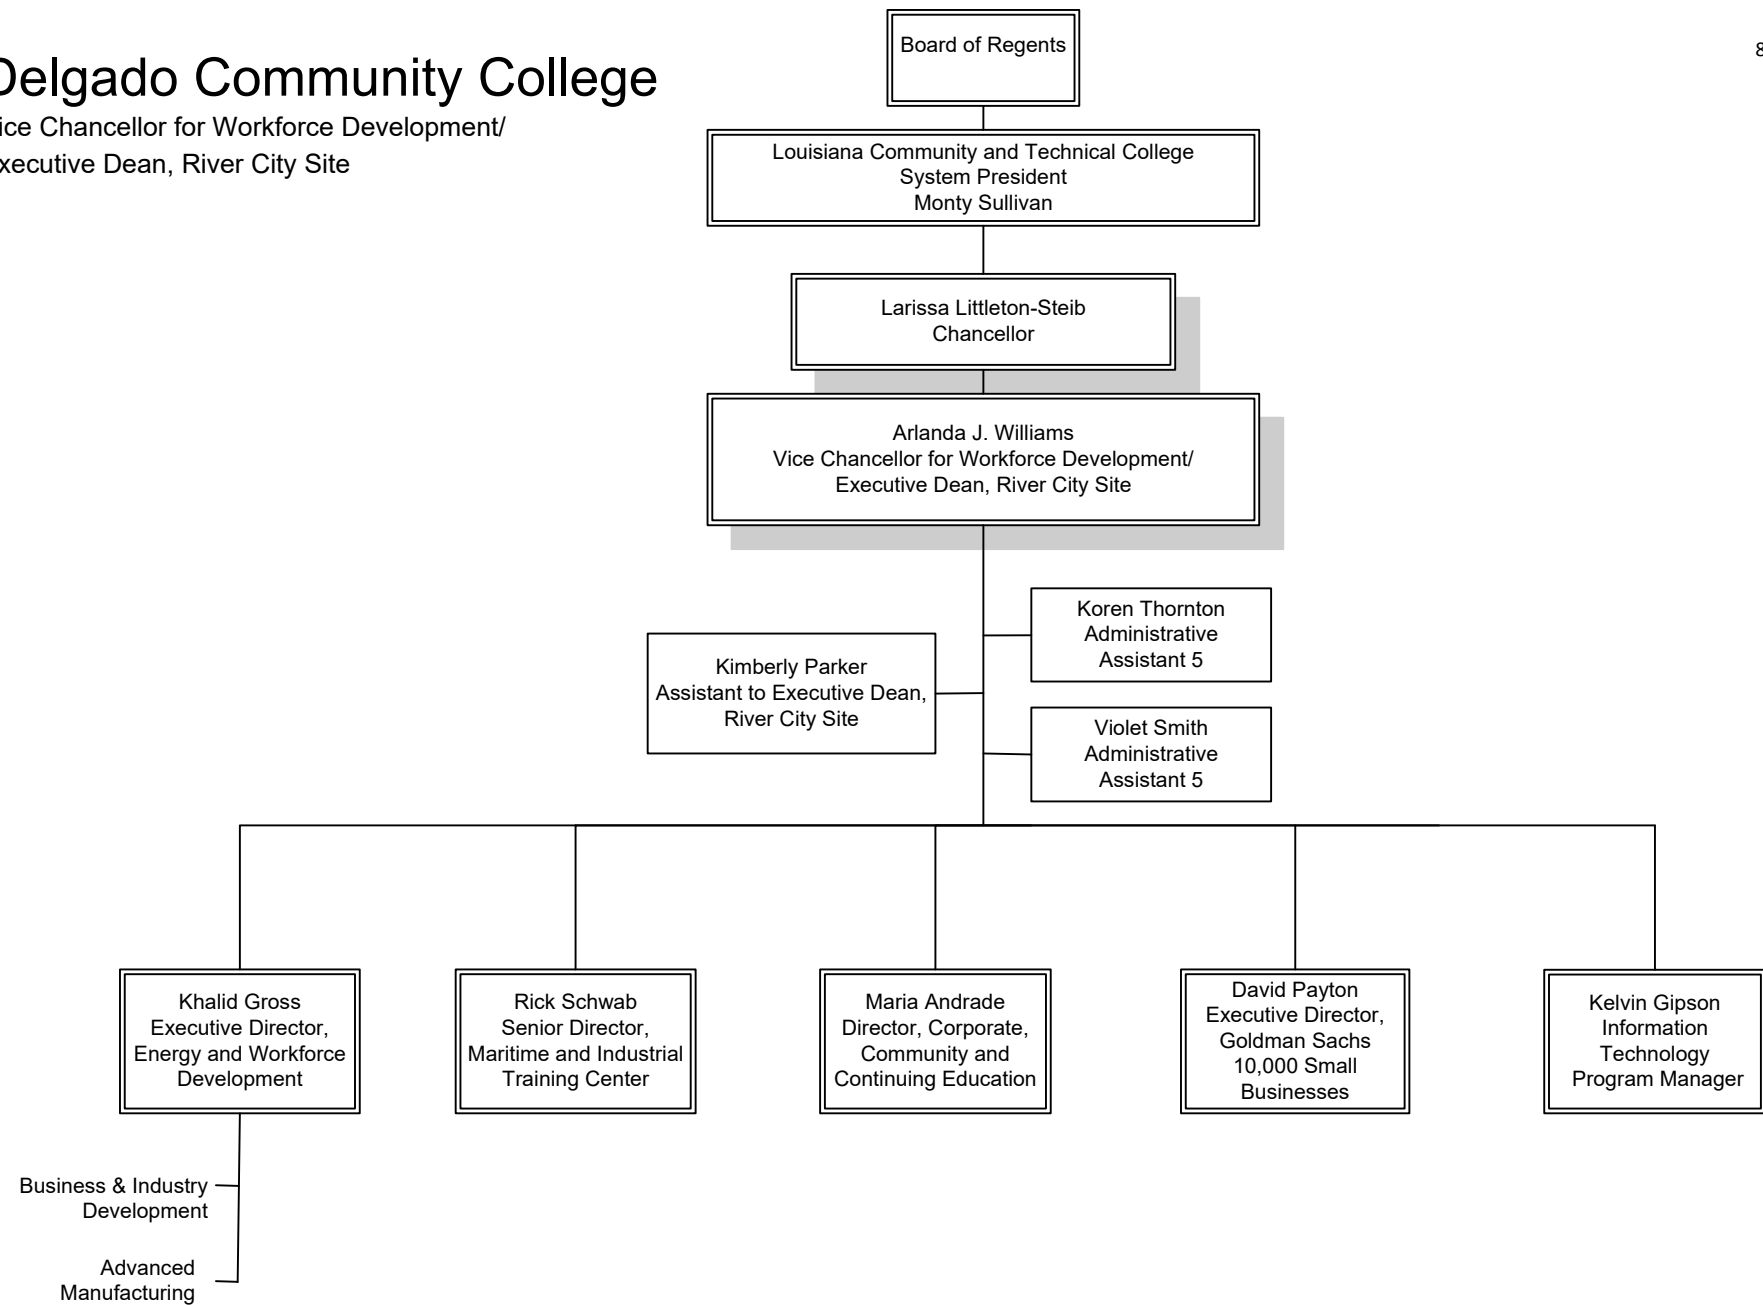 Board of Regents
8
Delgado Community College
ice Chancellor for Workforce Development/
xecutive Dean, River City Site
Louisiana Community and Technical College
System President
Monty Sullivan
Larissa Littleton-Steib
Chancellor
Arlanda J. Williams
Vice Chancellor for Workforce Development/
Executive Dean, River City Site
Koren Thornton
Administrative
Assistant 5
Kimberly Parker
Assistant to Executive Dean,
River City Site
Violet Smith
Administrative
Assistant 5
Khalid Gross
Executive Director,
Energy and Workforce
Development
Rick Schwab
Senior Director,
Maritime and Industrial
Training Center
Maria Andrade
Director, Corporate,
Community and
Continuing Education
David Payton
Executive Director,
Goldman Sachs
10,000 Small
Businesses
Kelvin Gipson
Information
Technology
Program Manager
Business & Industry
Development
Advanced
Manufacturing